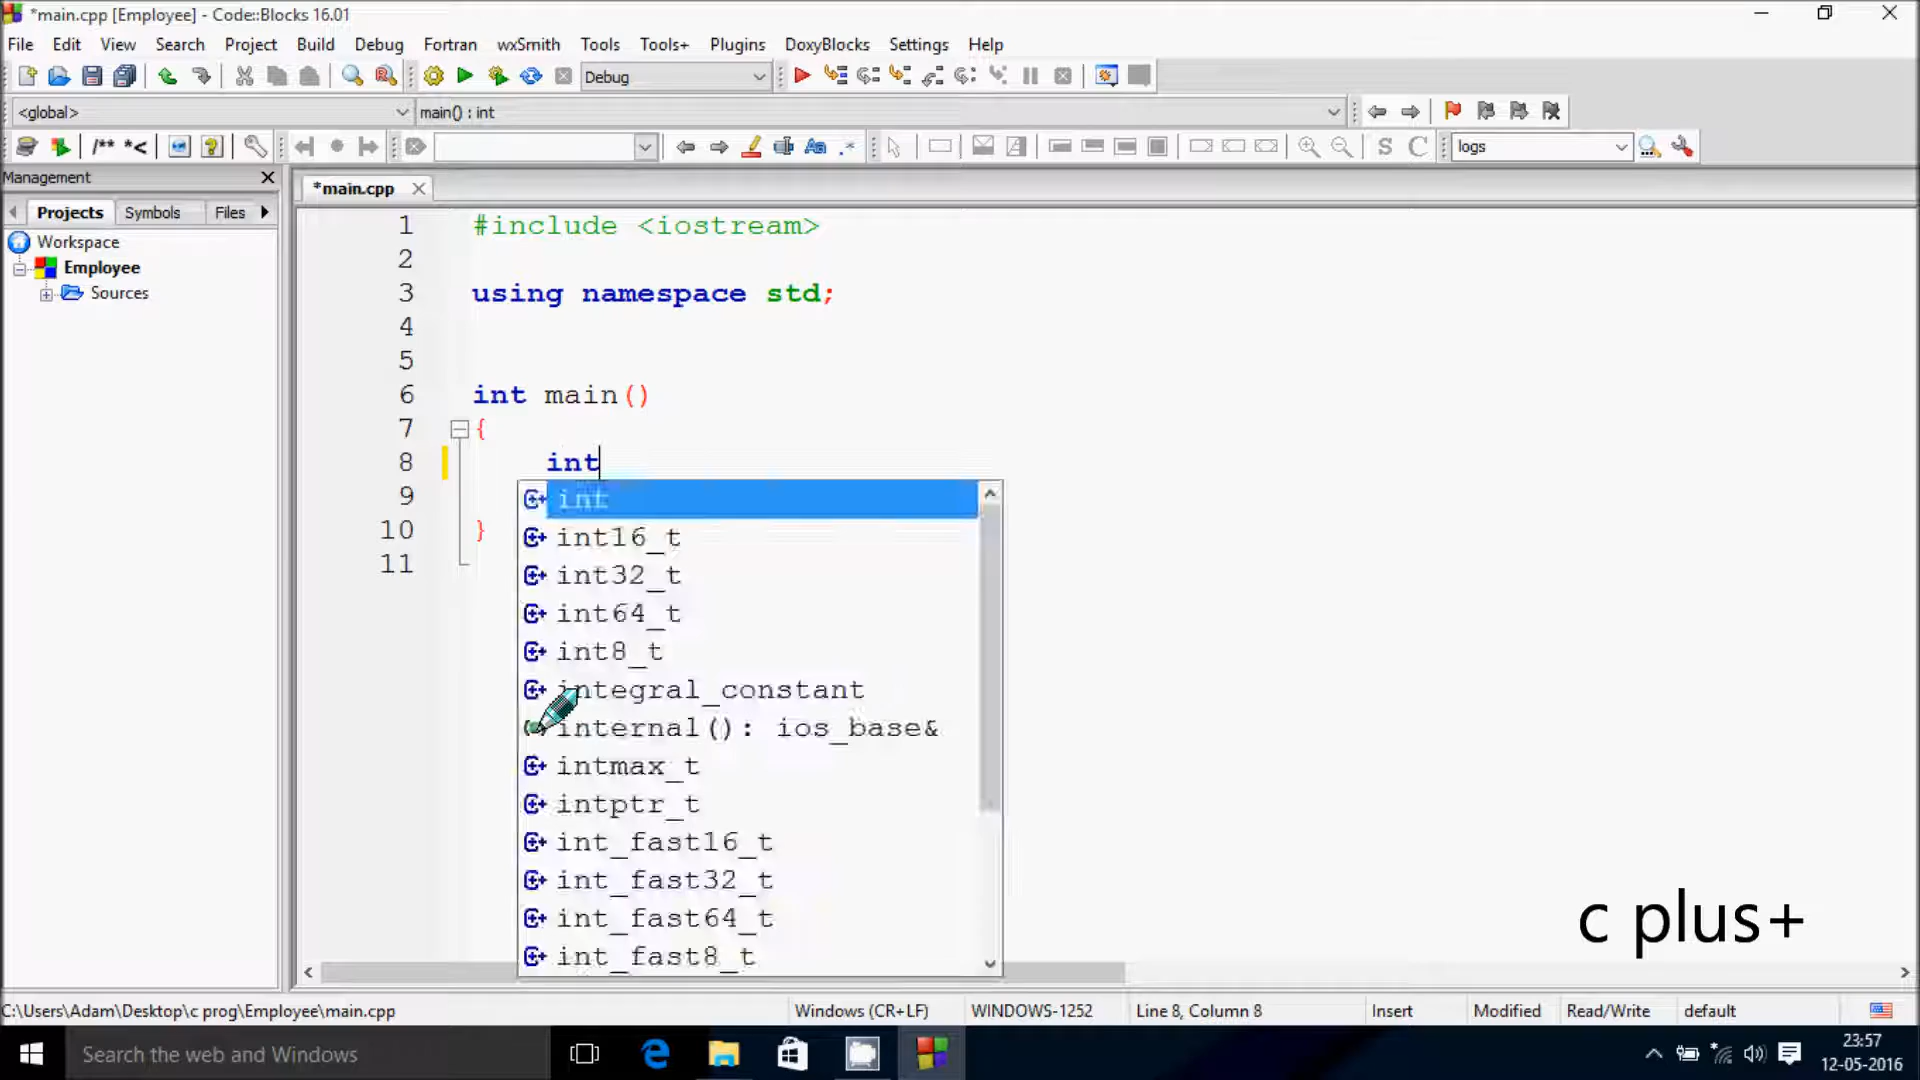 *main.cpp [Employee] - Code::Blocks 16.01
File Edit View Search Project Build Debug Fortran wxSmith Tools Tools+ Plugins DoxyBlocks Settings Help
Debug
<global> main() : int
/** *< Aa .* S C logs
Management
Projects Symbols Files
*main.cpp
Workspace
Employee
Sources
1 #include <iostream>
2
3 using namespace std;
4
5
6 int main()
7 {
8 int
9
10 }
11
int
int16_t
int32_t
int64_t
int8_t
integral_constant
internal(): ios_base&
intmax_t
intptr_t
int_fast16_t
int_fast32_t
int_fast64_t
int_fast8_t
c plus+
C:\Users\Adam\Desktop\c prog\Employee\main.cpp Windows (CR+LF) WINDOWS-1252 Line 8, Column 8 Insert Modified Read/Write default
Search the web and Windows
23:57
12-05-2016